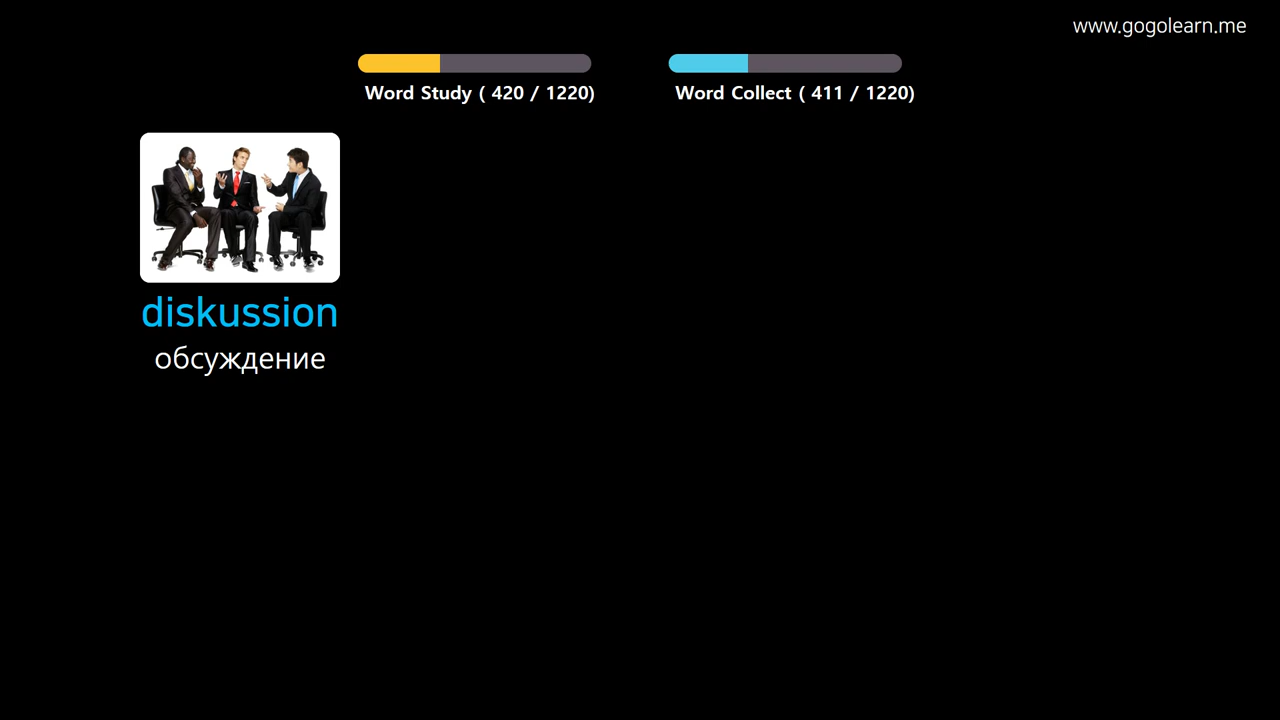 www.gogolearn.me
Word Study ( 420 / 1220)
Word Collect ( 411 / 1220)
diskussion
обсуждение